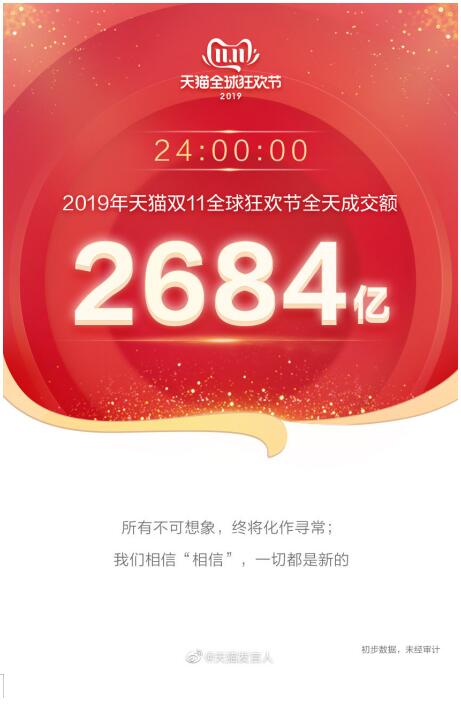 11.11
天猫全球狂欢节
2019
24:00:00
2019年天猫双11全球狂欢节全天成交额
2684亿
所有不可想象，终将化作寻常；
我们相信“相信”，一切都是新的
初步数据，未经审计
@天猫发言人